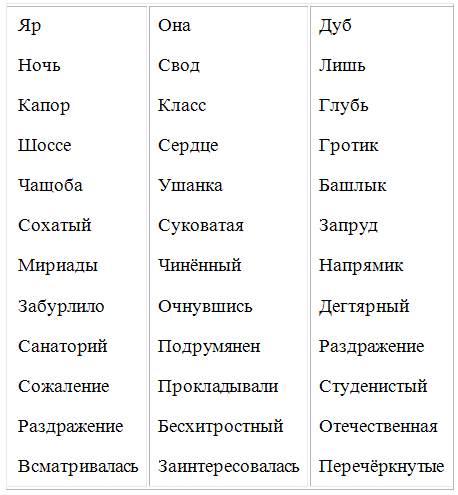 Яр Она Дуб
Ночь Свод Лишь
Капор Класс Глубь
Шоссе Сердце Гротик
Чащоба Ушанка Башлык
Сохатый Суковатая Запруд
Мириады Чинённый Напрямик
Забурлило Очнувшись Дегтярный
Санаторий Подрумянен Раздражение
Сожаление Прокладывали Студенистый
Раздражение Бесхитростный Отечественная
Всматривалась Заинтересовалась Перечёркнутые